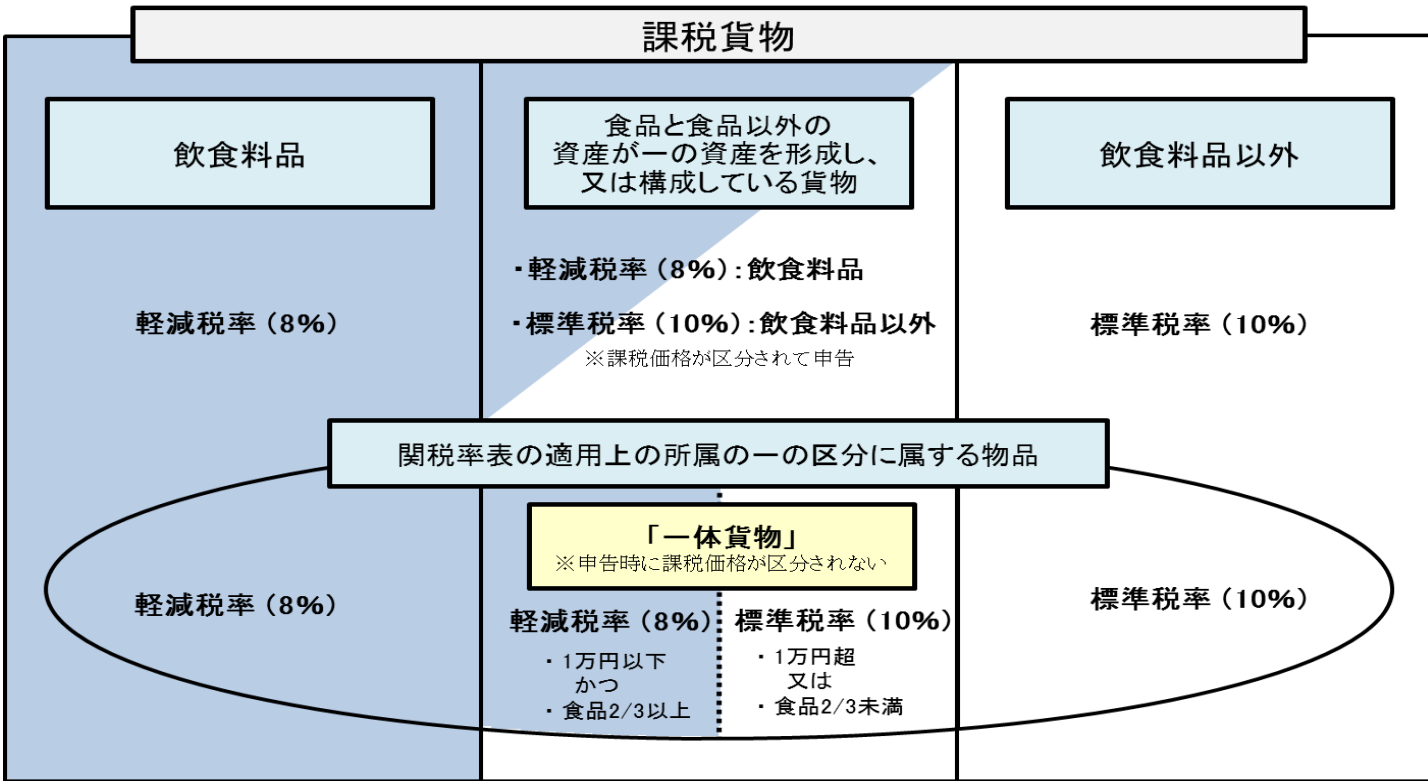 課税貨物
飲食料品
食品と食品以外の
資産が一の資産を形成し、
又は構成している貨物
飲食料品以外
軽減税率（8%）
・軽減税率（8%）：飲食料品
・標準税率（10%）：飲食料品以外
※課税価格が区分されて申告
標準税率（10%）
関税率表の適用上の所属の一の区分に属する物品
「一体貨物」
※申告時に課税価格が区分されない
軽減税率（8%）
軽減税率（8%）
・1万円以下
かつ
・食品2/3以上
標準税率（10%）
・1万円超
又は
・食品2/3未満
標準税率（10%）